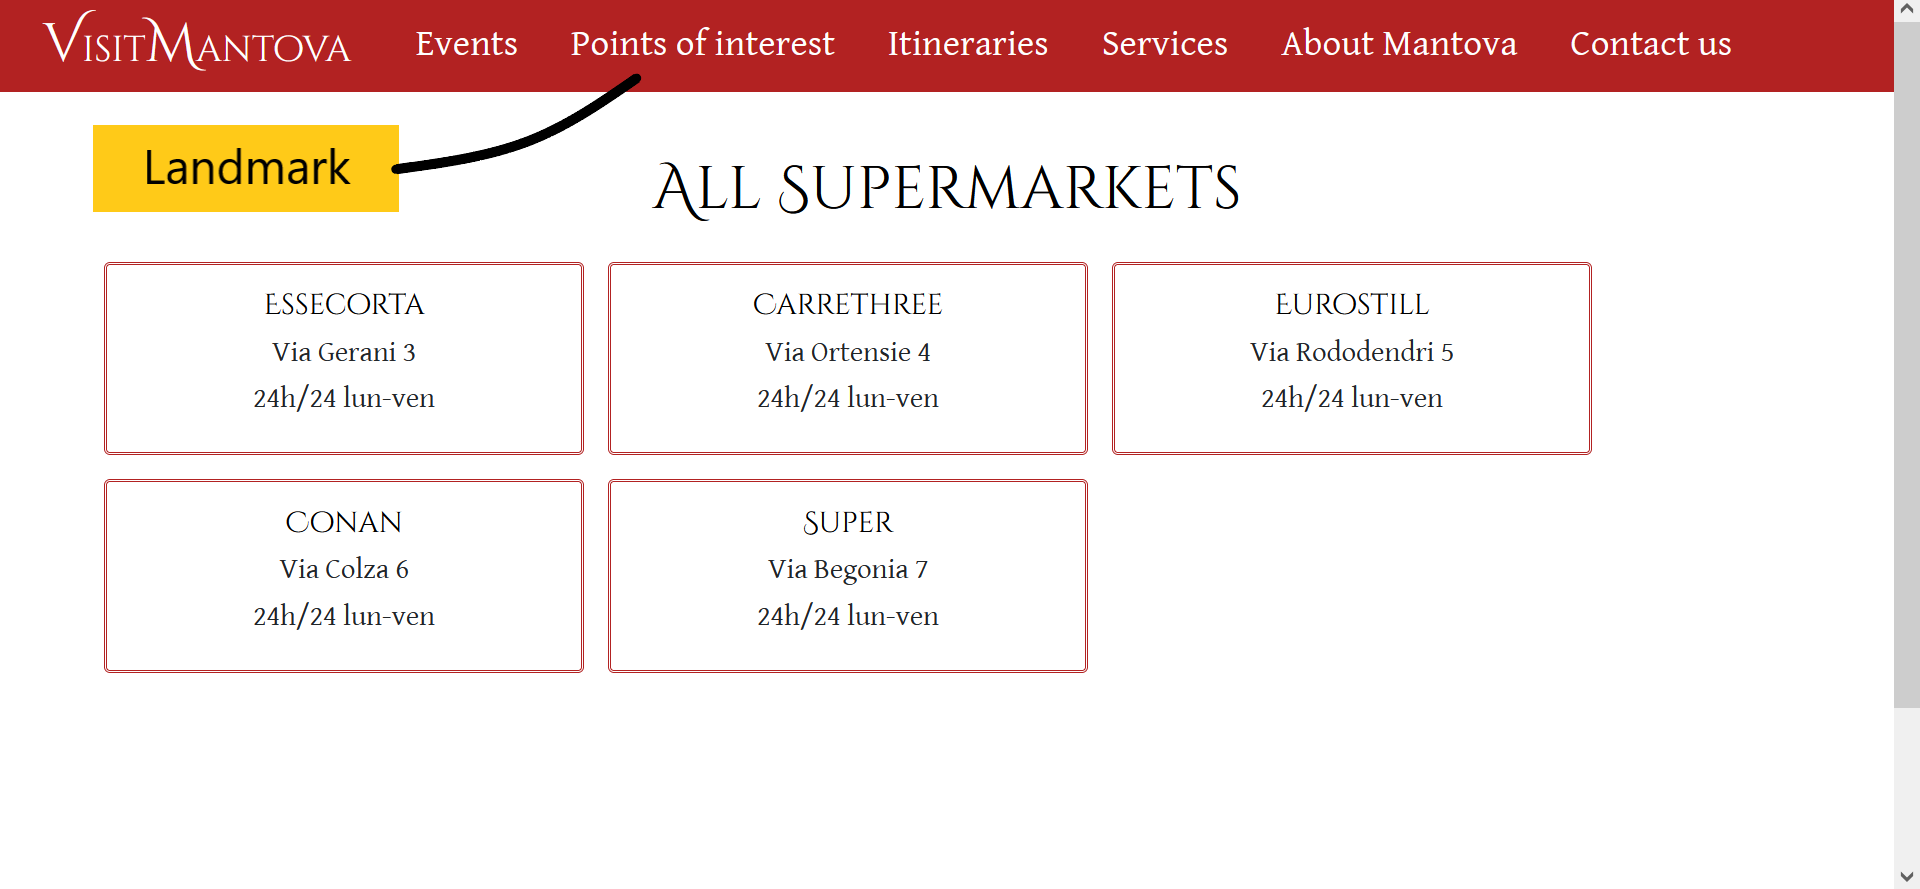 VisitMantova Events Points of interest Itineraries Services About Mantova Contact us
Landmark
All Supermarkets
Essecorta
Via Gerani 3
24h/24 lun-ven
Carrethree
Via Ortensie 4
24h/24 lun-ven
Eurostill
Via Rododendri 5
24h/24 lun-ven
Conan
Via Colza 6
24h/24 lun-ven
Super
Via Begonia 7
24h/24 lun-ven